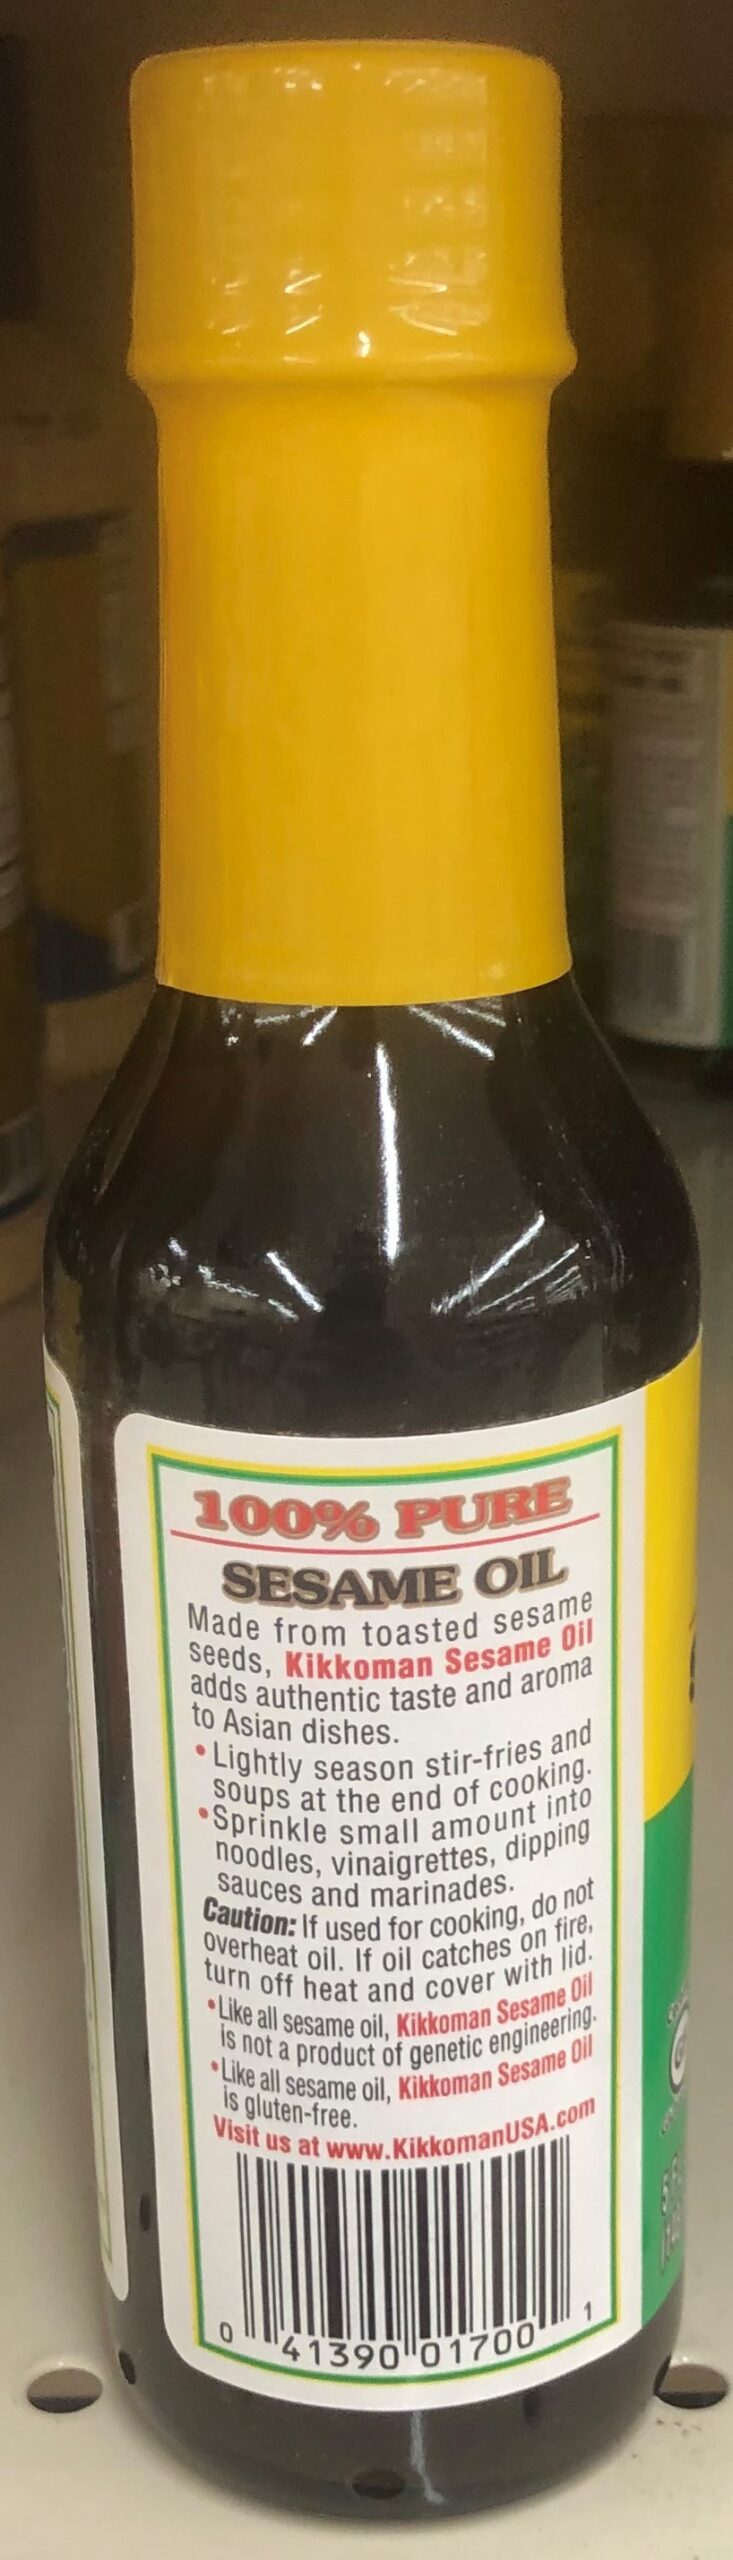 100% PURE
SESAME OIL
Made from toasted sesame
seeds, Kikkoman Sesame Oil
adds authentic taste and aroma
to Asian dishes.
•Lightly season stir-fries and
soups at the end of cooking.
•Sprinkle small amount into
noodles, vinaigrettes, dipping
sauces and marinades.
Caution: If used for cooking, do not
overheat oil. If oil catches on fire,
turn off heat and cover with lid.
•Like all sesame oil, Kikkoman Sesame Oil
is not a product of genetic engineering.
•Like all sesame oil, Kikkoman Sesame Oil
is gluten-free.
Visit us at www.KikkomanUSA.com
0 41390 01700 1